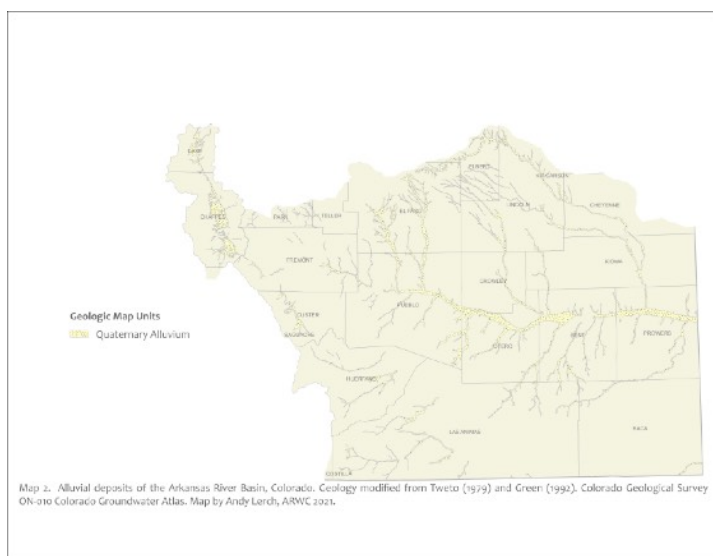 LAKE
CHAFFEE
PARK
TELLER
EL PASO
ELBERT
LINCOLN
KIT CARSON
CHEYENNE
FREMONT
KIOWA
CROWLEY
PUEBLO
CUSTER
SAGUACHE
OTERO
BENT
PROWERS
HUERFANO
LAS ANIMAS
BACA
COSTILLA
Geologic Map Units
Quaternary Alluvium
Map 2. Alluvial deposits of the Arkansas River Basin, Colorado. Geology modified from Tweto (1979) and Green (1992). Colorado Geological Survey
ON-010 Colorado Groundwater Atlas. Map by Andy Lerch, ARWC 2021.